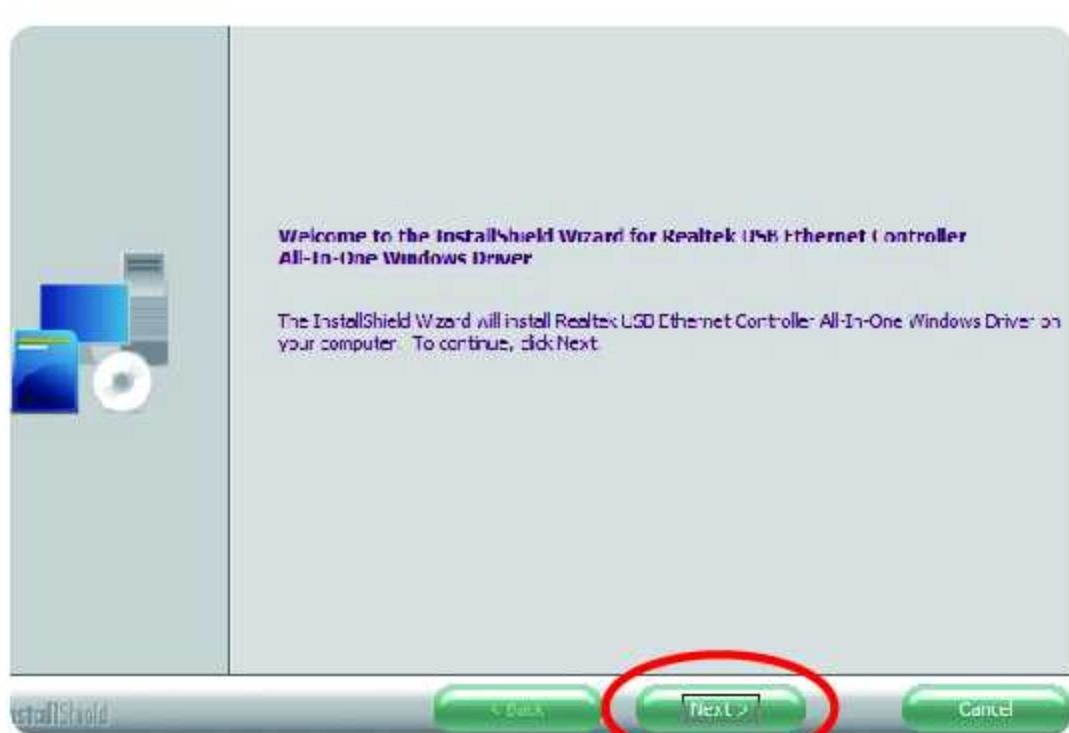 Welcome to the InstallShield Wizard for Realtek USB Ethernet Controller
All-In-One Windows Driver
The InstallShield Wizard will install Realtek USB Ethernet Controller All-In-One Windows Driver on
your computer. To continue, click Next.
InstallShield
< Back
Next >
Cancel